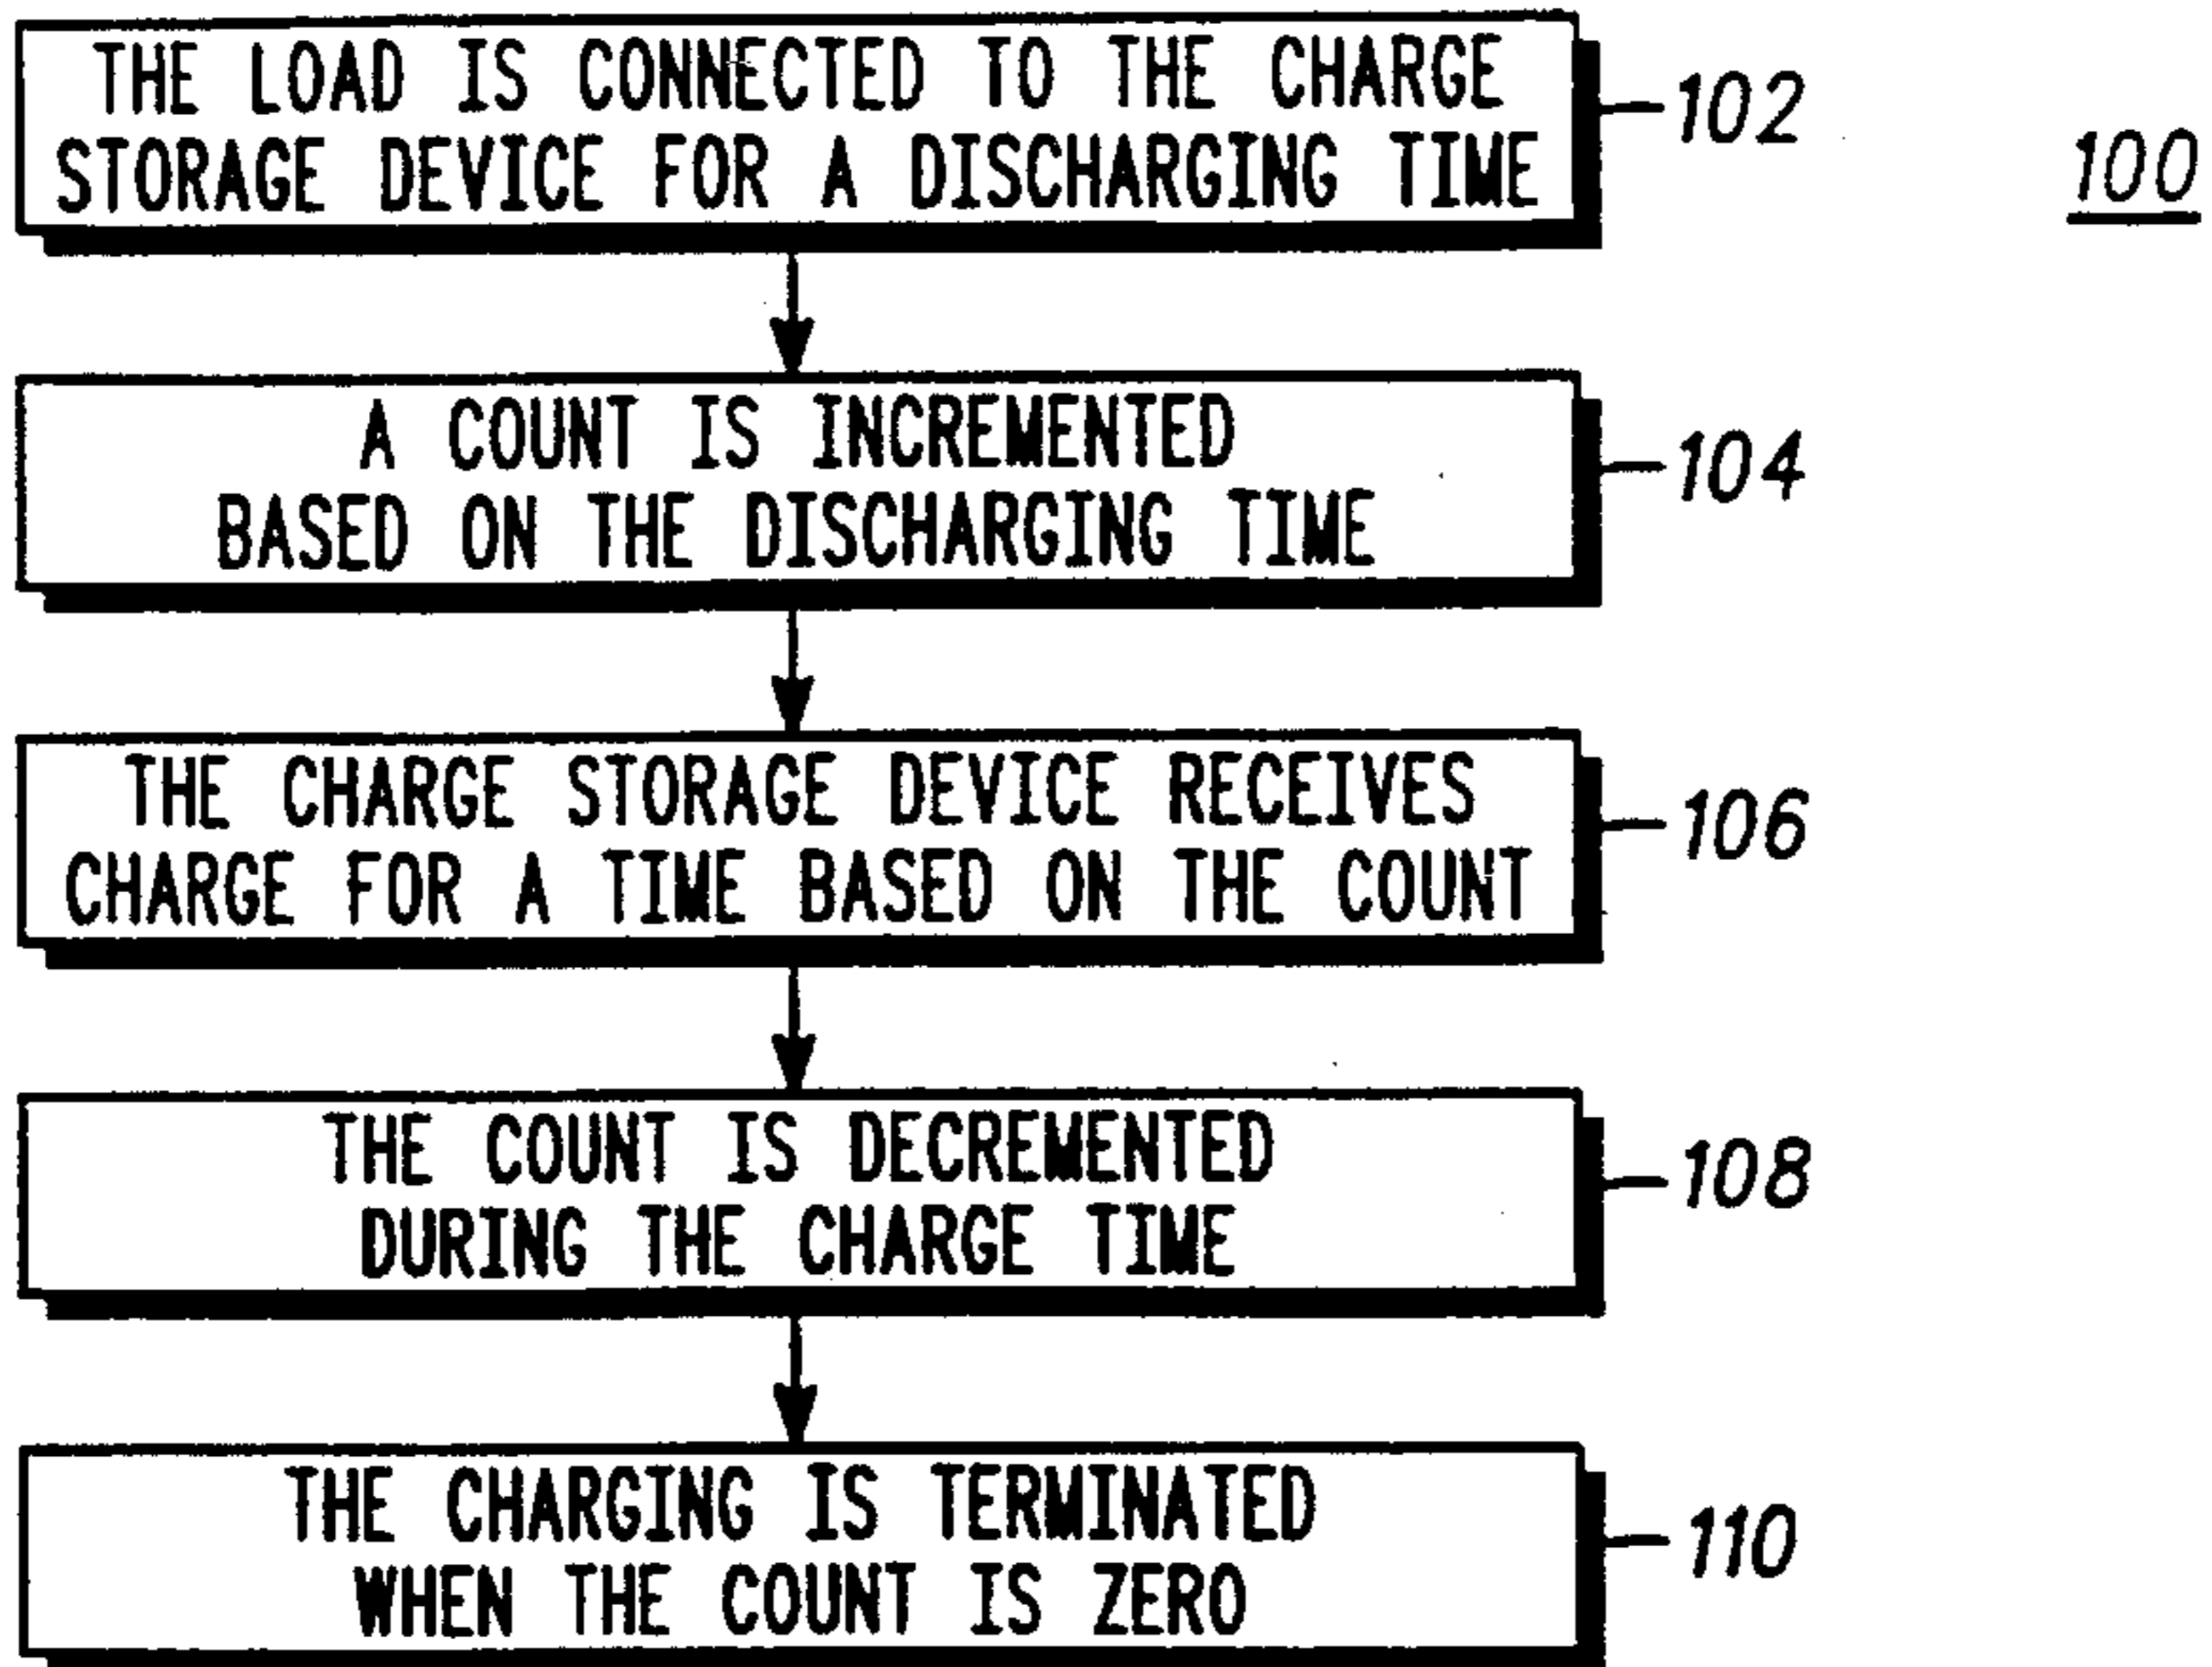 THE LOAD IS CONNECTED TO THE CHARGE
STORAGE DEVICE FOR A DISCHARGING TIME
102
100
A COUNT IS INCREMENTED
BASED ON THE DISCHARGING TIME
104
THE CHARGE STORAGE DEVICE RECEIVES
CHARGE FOR A TIME BASED ON THE COUNT
106
THE COUNT IS DECREMENTED
DURING THE CHARGE TIME
108
THE CHARGING IS TERMINATED
WHEN THE COUNT IS ZERO
110